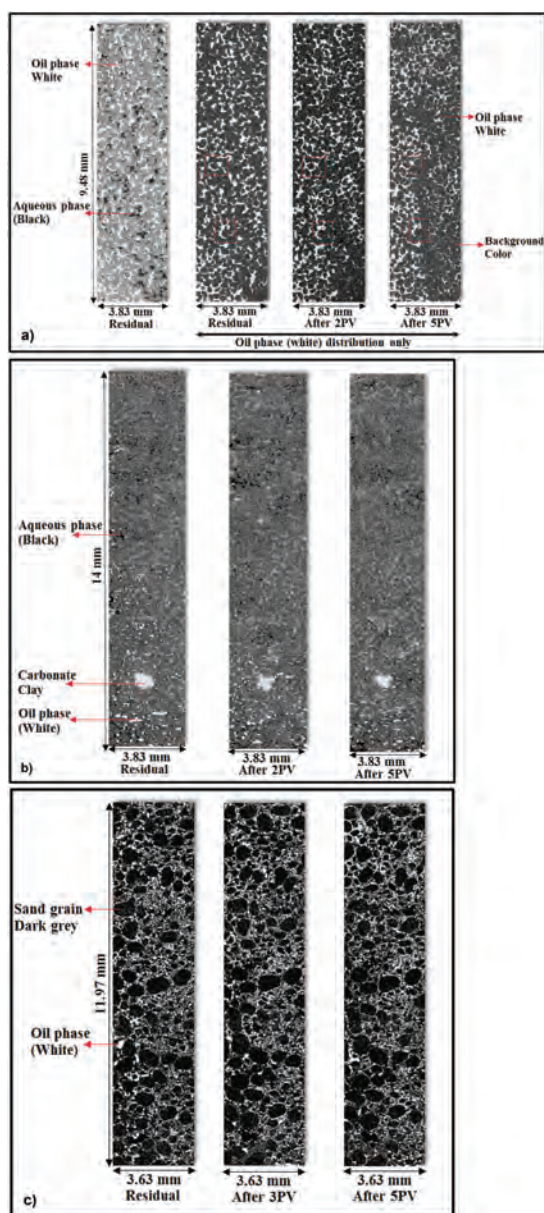 Oil phase
White
9.48 mm
Aqueous phase
(Black)
Oil phase
White
Background
Color
3.83 mm
Residual
3.83 mm
Residual
3.83 mm
After 2PV
3.83 mm
After 5PV
Oil phase (white) distribution only
a)
Aqueous phase
(Black)
14 mm
Carbonate
Clay
Oil phase
(White)
3.83 mm
Residual
3.83 mm
After 2PV
3.83 mm
After 5PV
b)
Sand grain
Dark grey
11.97 mm
Oil phase
(White)
3.63 mm
Residual
3.63 mm
After 3PV
3.63 mm
After 5PV
c)